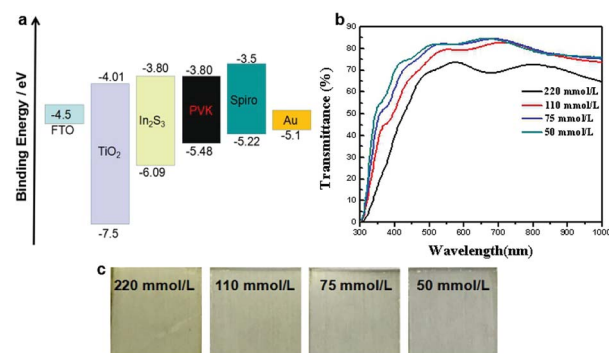 a
Binding Energy / eV
-3.5
-3.80
-3.80
-4.01
-4.5
FTO
TiO2
In2S3
PVK
Spiro
Au
-5.1
-5.22
-5.48
-6.09
-7.5
b
Transmittance (%)
90
80
70
60
50
40
30
20
10
0
220 mmol/L
110 mmol/L
75 mmol/L
50 mmol/L
300 400 500 600 700 800 900 1000
Wavelength(nm)
c
220 mmol/L 110 mmol/L 75 mmol/L 50 mmol/L